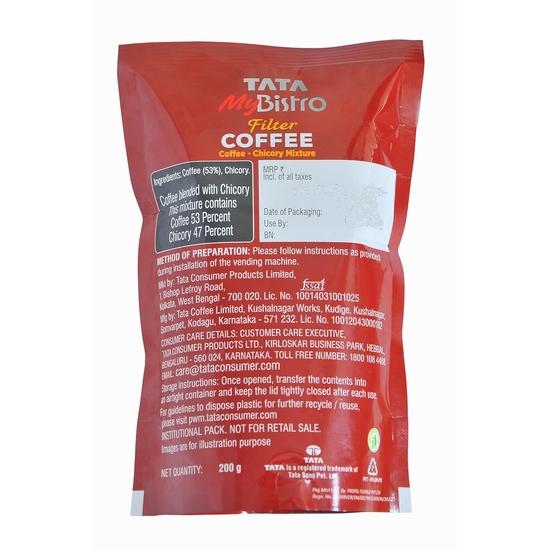 TATA
MyBistro
Filter
COFFEE
Coffee - Chicory Mixture
Ingredients: Coffee (53%), Chicory.
Coffee blended with Chicory
This mixture contains
Coffee 53 Percent
Chicory 47 Percent
MRP ₹
Incl. of all taxes
Date of Packaging:
Use By:
BN:
METHOD OF PREPARATION: Please follow instructions as provided
during installation of the vending machine.
Mkt by: Tata Consumer Products Limited,
1, Bishop Lefroy Road,
Kolkata, West Bengal - 700 020. Lic. No. 10014031001025
fssai
Mfg by: Tata Coffee Limited, Kushalnagar Works, Kudige, Kushalnagar,
Somwarpet, Kodagu, Karnataka - 571 232. Lic. No. 10012043000182
CONSUMER CARE DETAILS: CUSTOMER CARE EXECUTIVE,
TATA CONSUMER PRODUCTS LTD., KIRLOSKAR BUSINESS PARK, HEBBAL,
BENGALURU - 560 024, KARNATAKA. TOLL FREE NUMBER: 1800 108 4488
EMAIL: care@tataconsumer.com
Storage instructions: Once opened, transfer the contents into
an airtight container and keep the lid tightly closed after each use.
For guidelines to dispose plastic for further recycle / reuse,
please visit pwm.tataconsumer.com
INSTITUTIONAL PACK. NOT FOR RETAIL SALE.
Images are for illustration purpose
NET QUANTITY: 200 g
TATA
TATA is a registered trademark of
Tata Sons Pvt. Ltd.